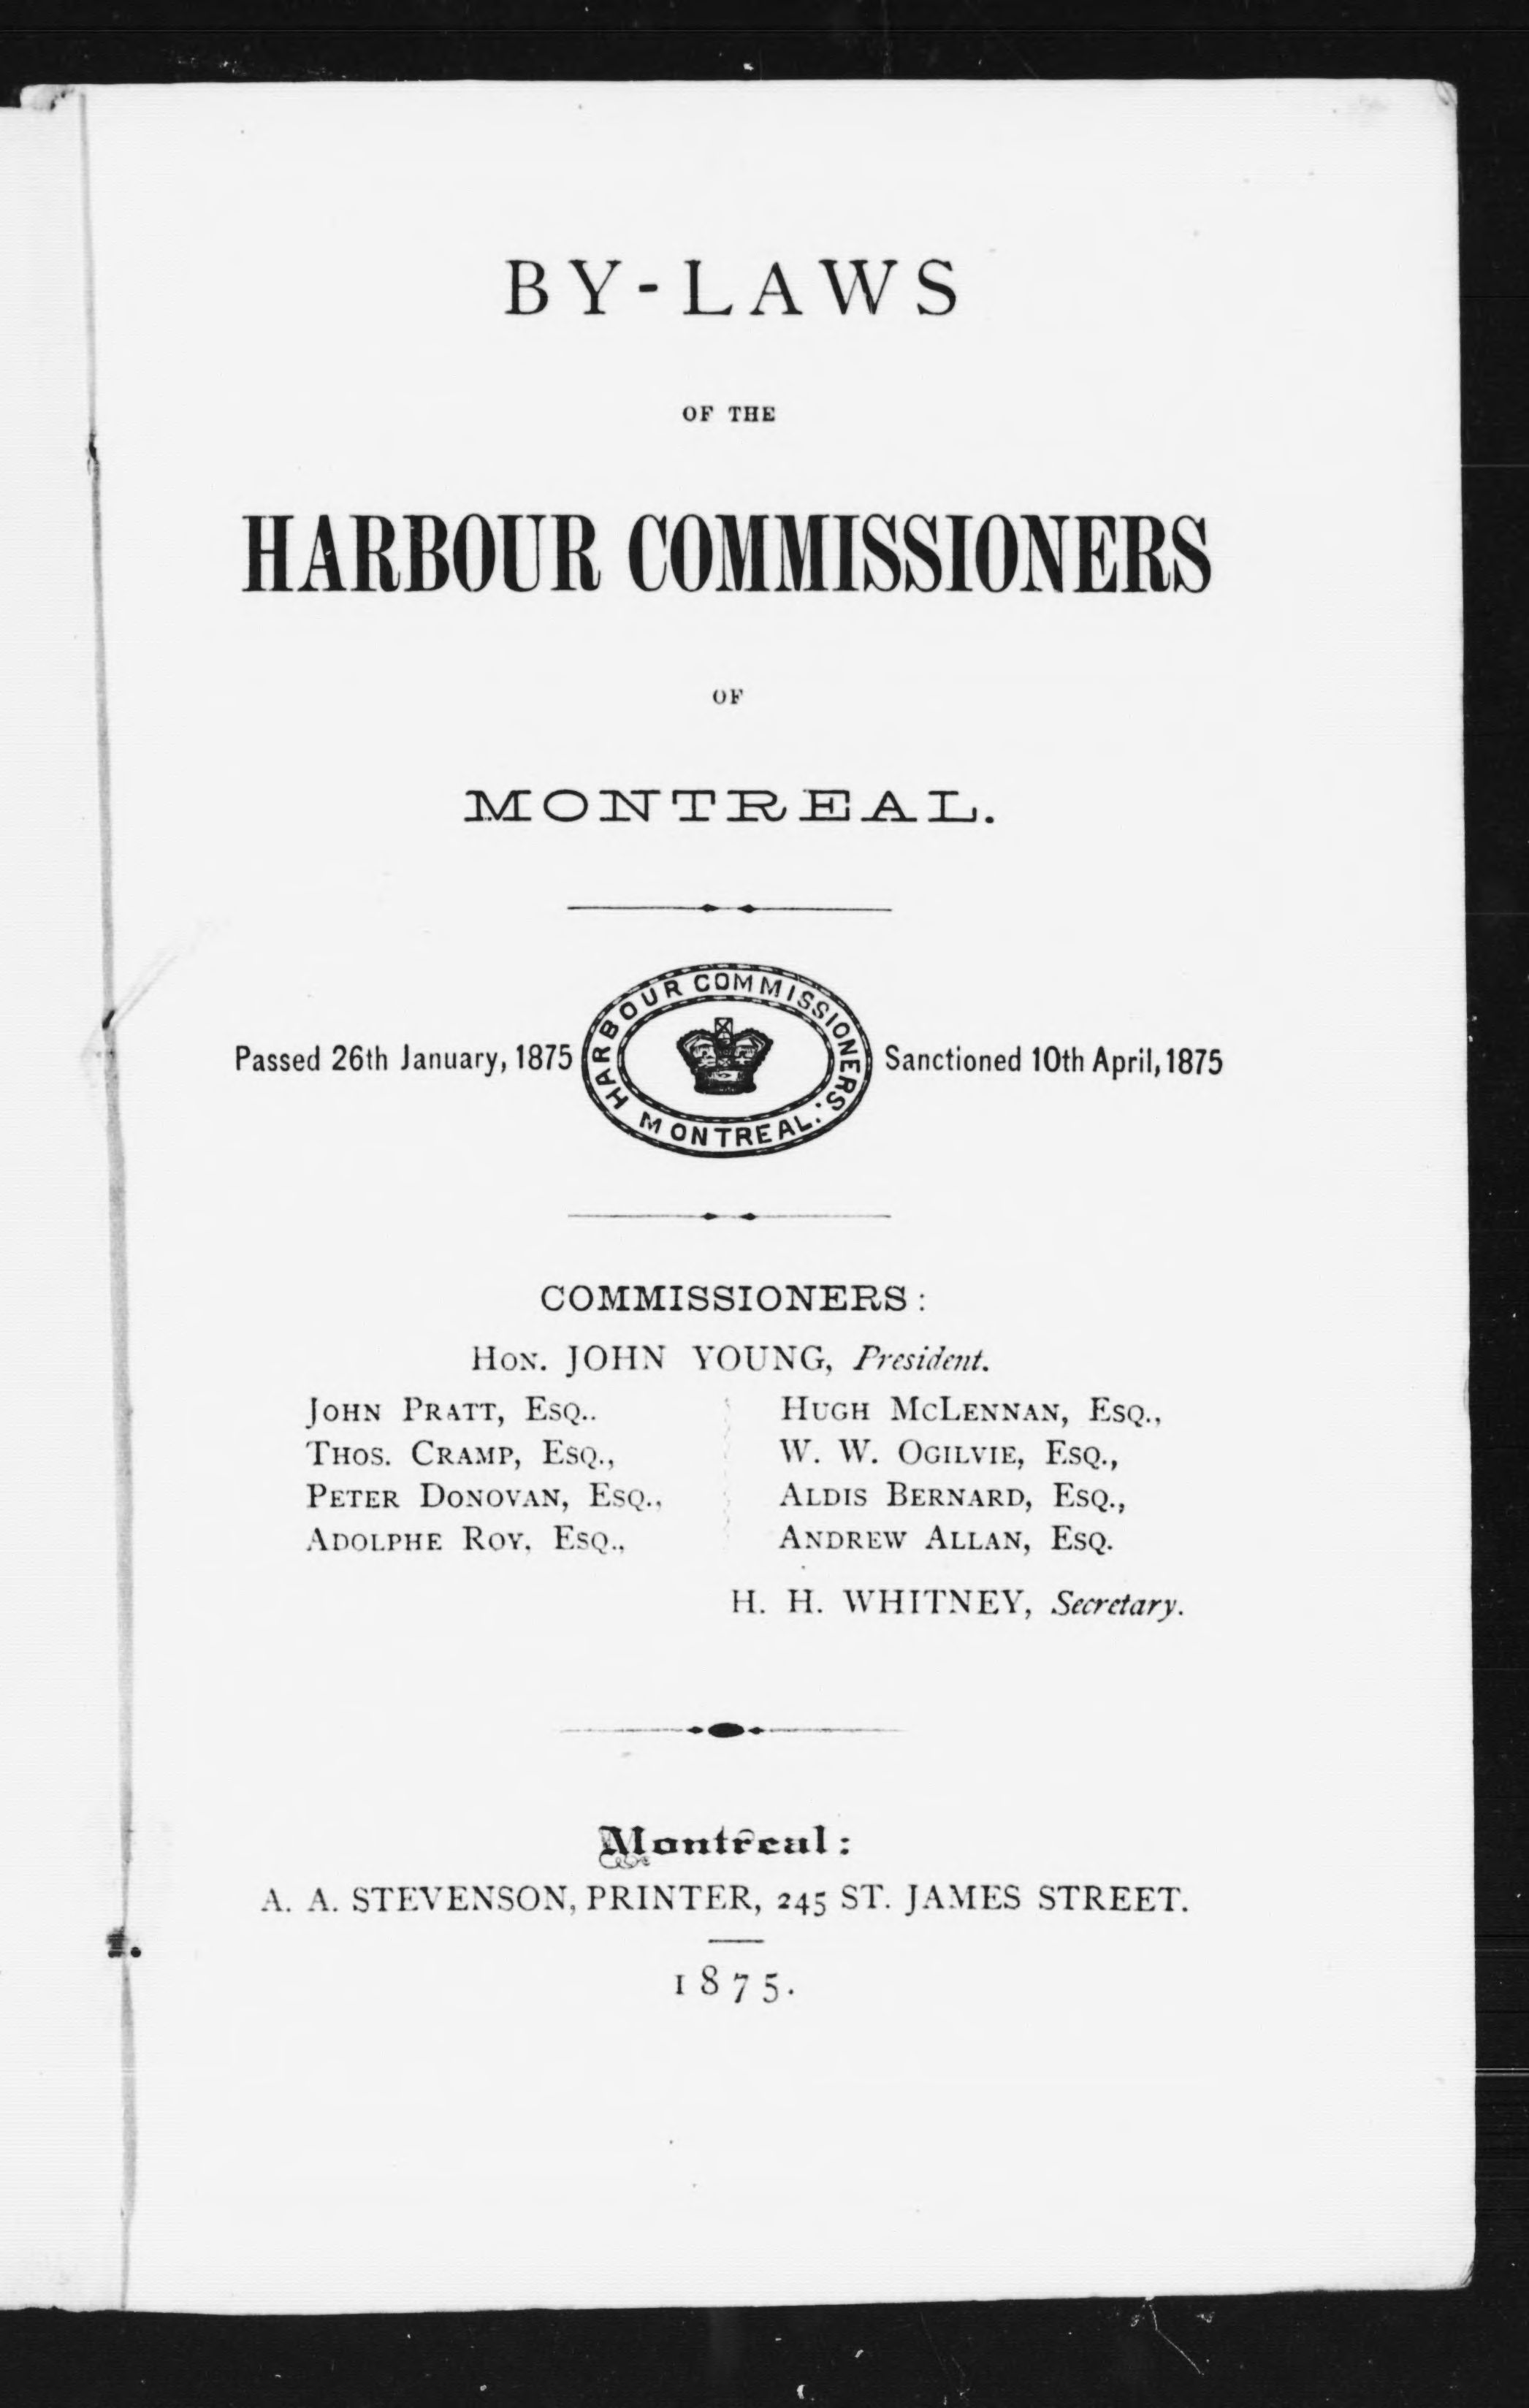 BY-LAWS
OF THE
HARBOUR COMMISSIONERS
OF
MONTREAL.
Passed 26th January, 1875
HARBOUR COMMISSIONERS.
MONTREAL.
Sanctioned 10th April, 1875
COMMISSIONERS:
HON. JOHN YOUNG, President.
JOHN PRATT, ESQ..
THOS. CRAMP, ESQ.,
PETER DONOVAN, ESQ.,
ADOLPHE ROY, ESQ.,
HUGH MCLENNAN, ESQ.,
W. W. OGILVIE, ESQ.,
ALDIS BERNARD, ESQ.,
ANDREW ALLAN, ESQ.
H. H. WHITNEY, Secretary.
Montreal:
A. A. STEVENSON, PRINTER, 245 ST. JAMES STREET.
1875.